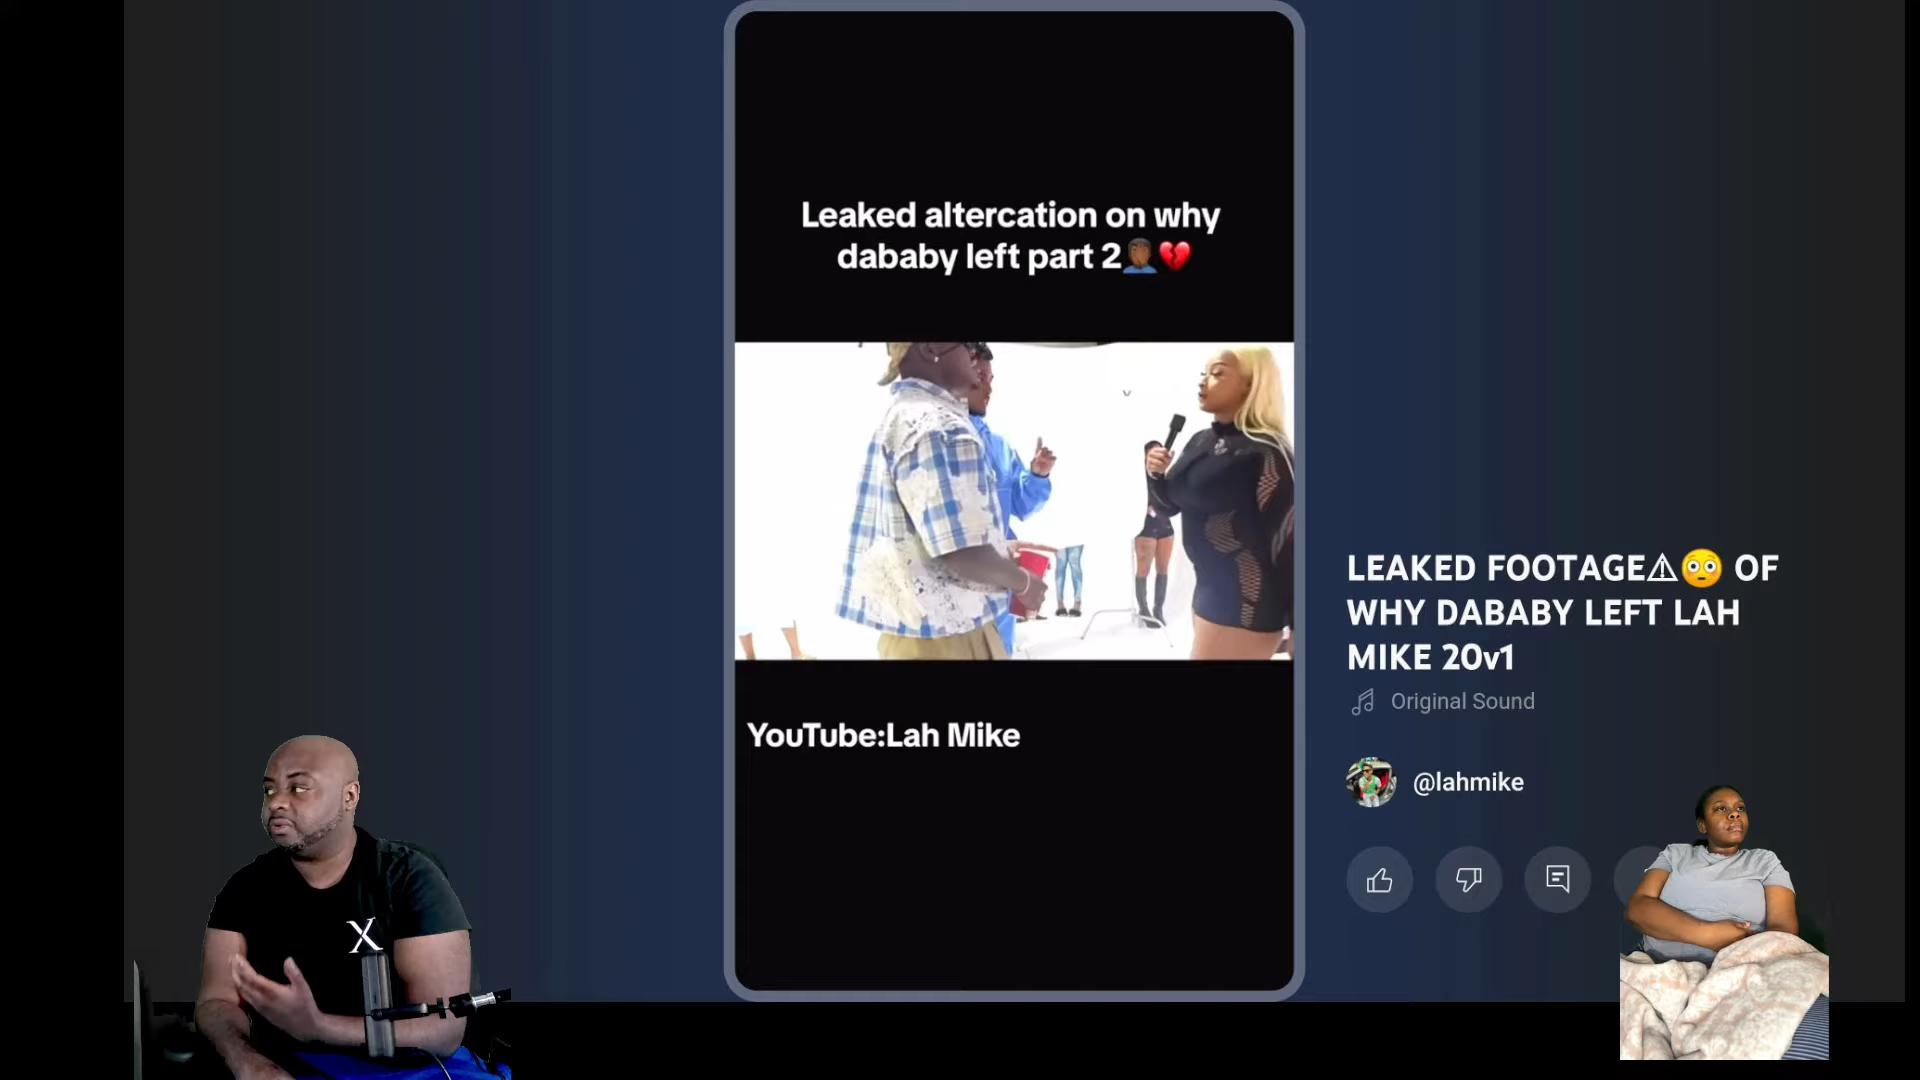 Leaked altercation on why
dababy left part 2🤦🏾‍♂️💔
YouTube:Lah Mike
LEAKED FOOTAGE⚠😳 OF
WHY DABABY LEFT LAH
MIKE 20v1
Original Sound
@lahmike
X